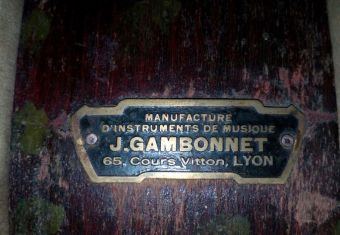 MANUFACTURE
D'INSTRUMENTS DE MUSIQUE
J. GAMBONNET
65, Cours Vitton, LYON